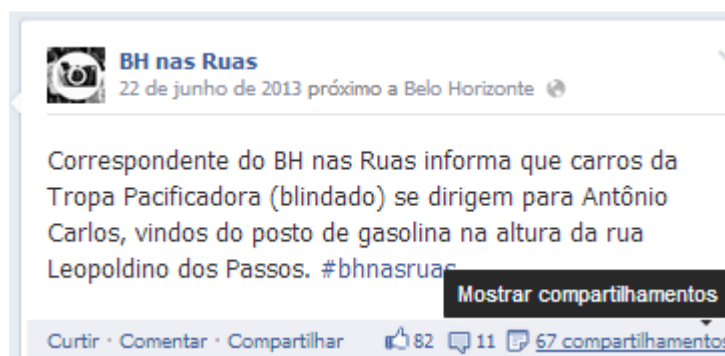 BH nas Ruas
22 de junho de 2013 próximo a Belo Horizonte
Correspondente do BH nas Ruas informa que carros da
Tropa Pacificadora (blindado) se dirigem para Antônio
Carlos, vindos do posto de gasolina na altura da rua
Leopoldino dos Passos. #bhnasruas
Mostrar compartilhamentos
Curtir · Comentar · Compartilhar 82 11 67 compartilhamentos